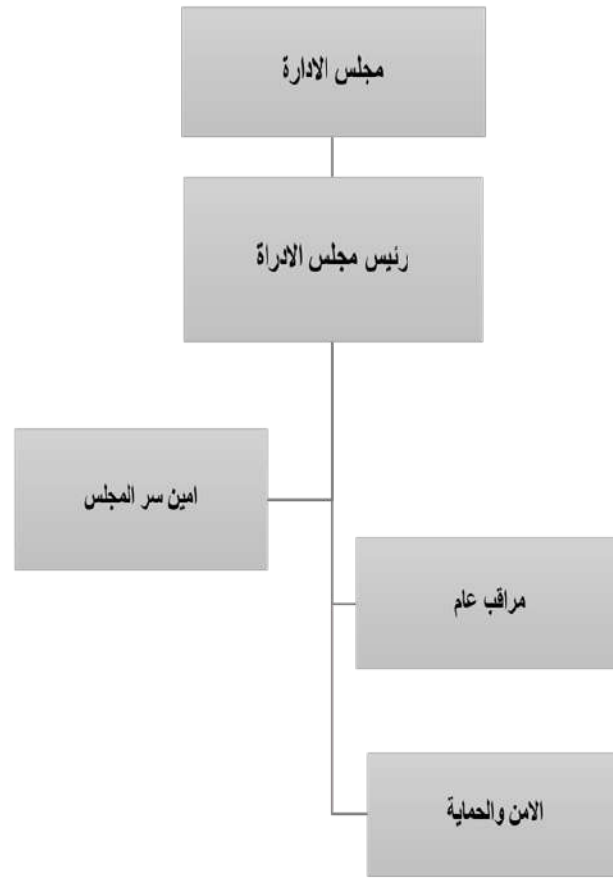 مجلس الادارة
رئيس مجلس الادراة
امين سر المجلس
مراقب عام
الامن والحماية